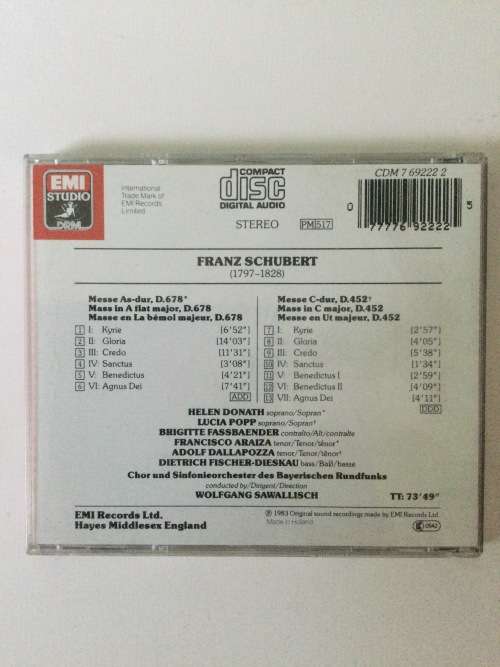 EMI
STUDIO
DRM
International
Trade Mark of
EMI Records
Limited
COMPACT
disc
DIGITAL AUDIO
STEREO
PM517
CDM 7 69222 2
0 77776 92222 5
FRANZ SCHUBERT
(1797-1828)
Messe As-dur, D.678*
Mass in A flat major, D.678
Messe en La bémol majeur, D.678
1 I: Kyrie [6'52"]
2 II: Gloria [14'03"]
3 III: Credo [11'31"]
4 IV: Sanctus [3'08"]
5 V: Benedictus [4'21"]
6 VI: Agnus Dei [7'41"]
ADD
Messe C-dur, D.452†
Mass in C major, D.452
Messe en Ut majeur, D.452
7 I: Kyrie [2'57"]
8 II: Gloria [4'05"]
9 III: Credo [5'38"]
10 IV: Sanctus [1'34"]
11 V: Benedictus I [2'59"]
12 VI: Benedictus II [4'09"]
13 VII: Agnus Dei [4'11"]
DDD
HELEN DONATH soprano/Sopran*
LUCIA POPP soprano/Sopran†
BRIGITTE FASSBAENDER contralto/Alt/contralte
FRANCISCO ARAIZA tenor/Tenor/ténor*
ADOLF DALLAPOZZA tenor/Tenor/ténor†
DIETRICH FISCHER-DIESKAU bass/Baß/basse
Chor und Sinfonieorchester des Bayerischen Rundfunks
conducted by/Dirigent/Direction
WOLFGANG SAWALLISCH TT: 73'49"
EMI Records Ltd.
Hayes Middlesex England
℗ 1983 Original sound recordings made by EMI Records Ltd.
Made in Holland
0542